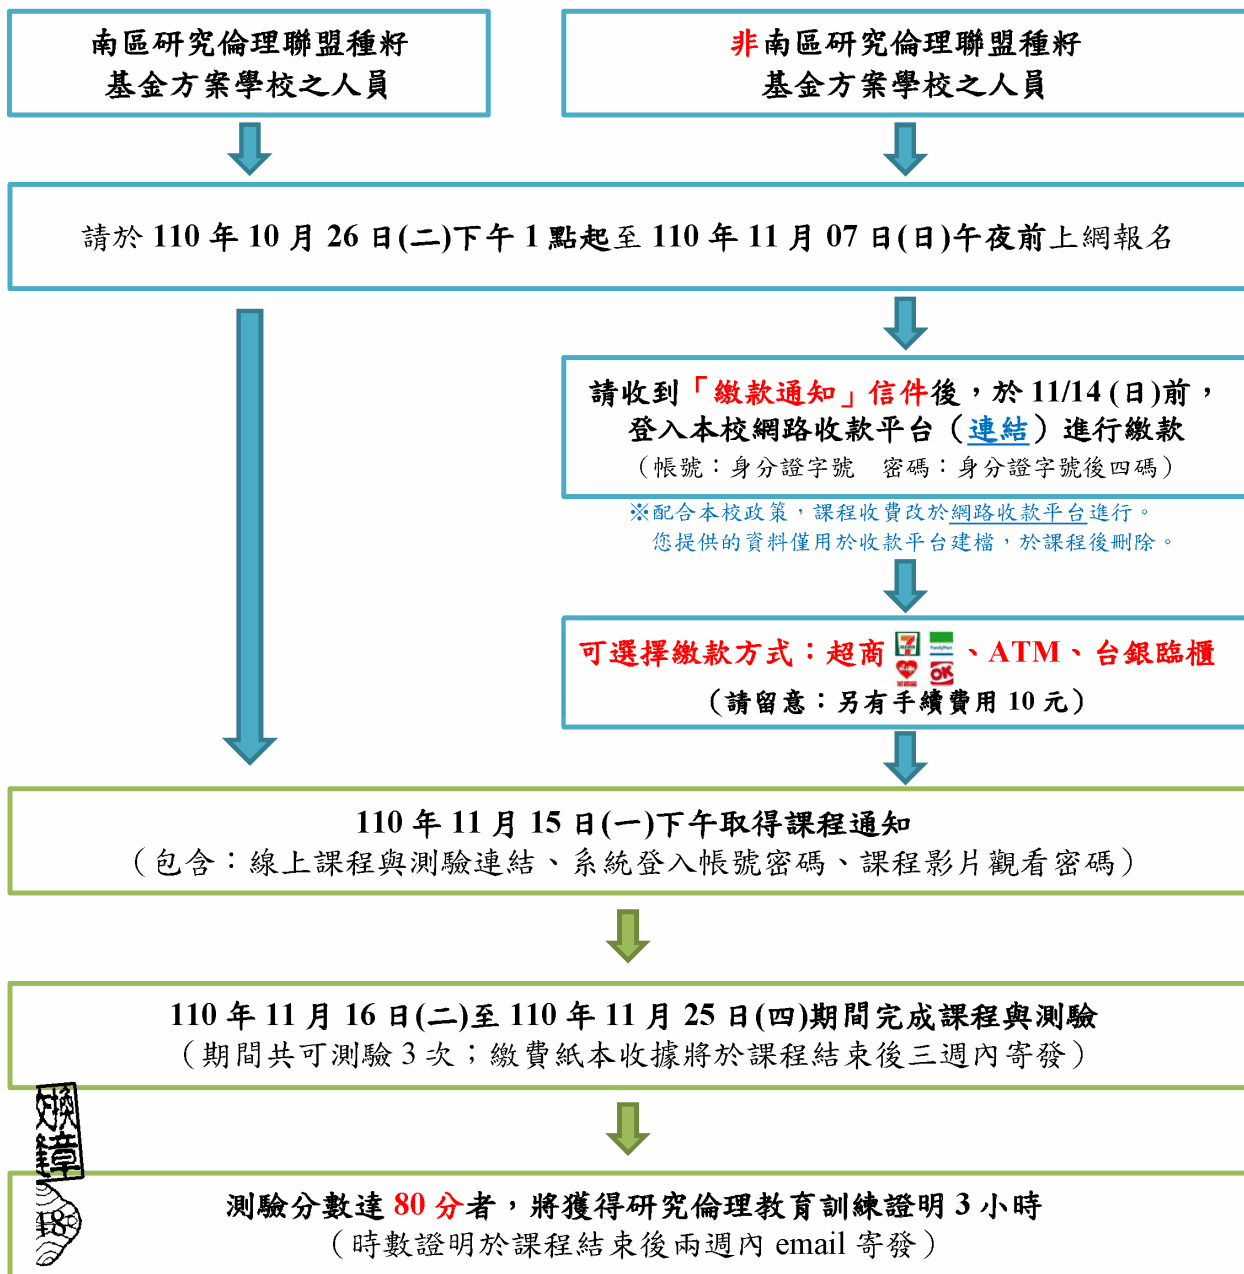 南區研究倫理聯盟種籽
基金方案學校之人員
非南區研究倫理聯盟種籽
基金方案學校之人員
請於 110 年 10 月 26 日(二)下午 1 點起至 110 年 11 月 07 日(日)午夜前上網報名
請收到「繳款通知」信件後，於 11/14 (日)前，
登入本校網路收款平台（連結）進行繳款
（帳號：身分證字號　密碼：身分證字號後四碼）
※配合本校政策，課程收費改於網路收款平台進行。
您提供的資料僅用於收款平台建檔，於課程後刪除。
可選擇繳款方式：超商、ATM、台銀臨櫃
（請留意：另有手續費用 10 元）
110 年 11 月 15 日(一)下午取得課程通知
（包含：線上課程與測驗連結、系統登入帳號密碼、課程影片觀看密碼）
110 年 11 月 16 日(二)至 110 年 11 月 25 日(四)期間完成課程與測驗
（期間共可測驗 3 次；繳費紙本收據將於課程結束後三週內寄發）
測驗分數達 80 分者，將獲得研究倫理教育訓練證明 3 小時
（時數證明於課程結束後兩週內 email 寄發）